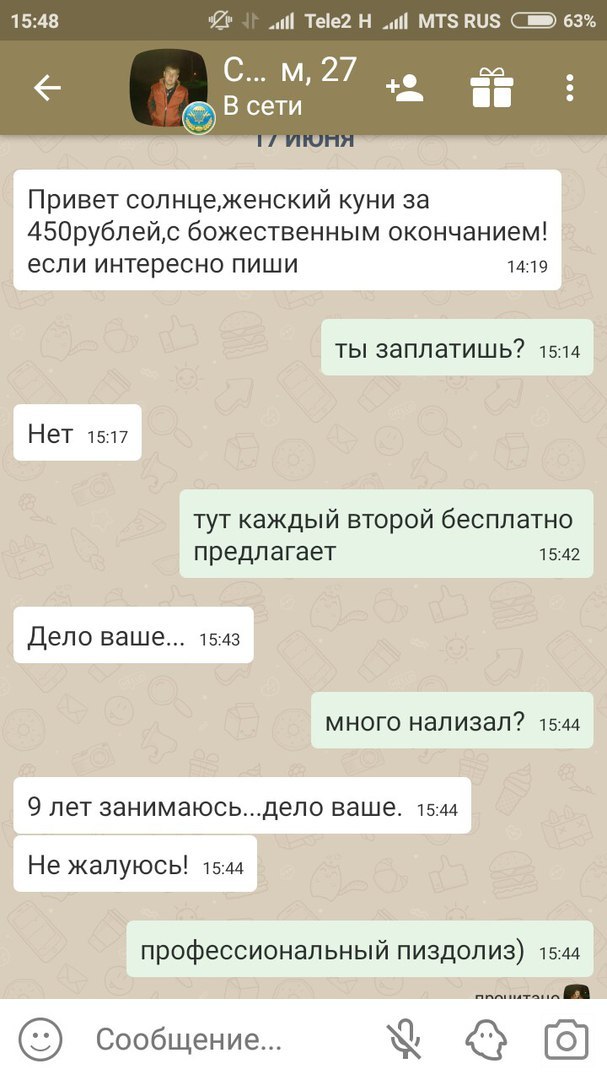 15:48
Tele2 H
MTS RUS
63%
С... м, 27
В сети
17 июня
Привет солнце,женский куни за
450рублей,с божественным окончанием!
если интересно пиши
14:19
ты заплатишь? 15:14
Нет 15:17
тут каждый второй бесплатно
предлагает
15:42
Дело ваше... 15:43
много нализал? 15:44
9 лет занимаюсь...дело ваше. 15:44
Не жалуюсь! 15:44
профессиональный пиздолиз) 15:44
прочитано
Сообщение...